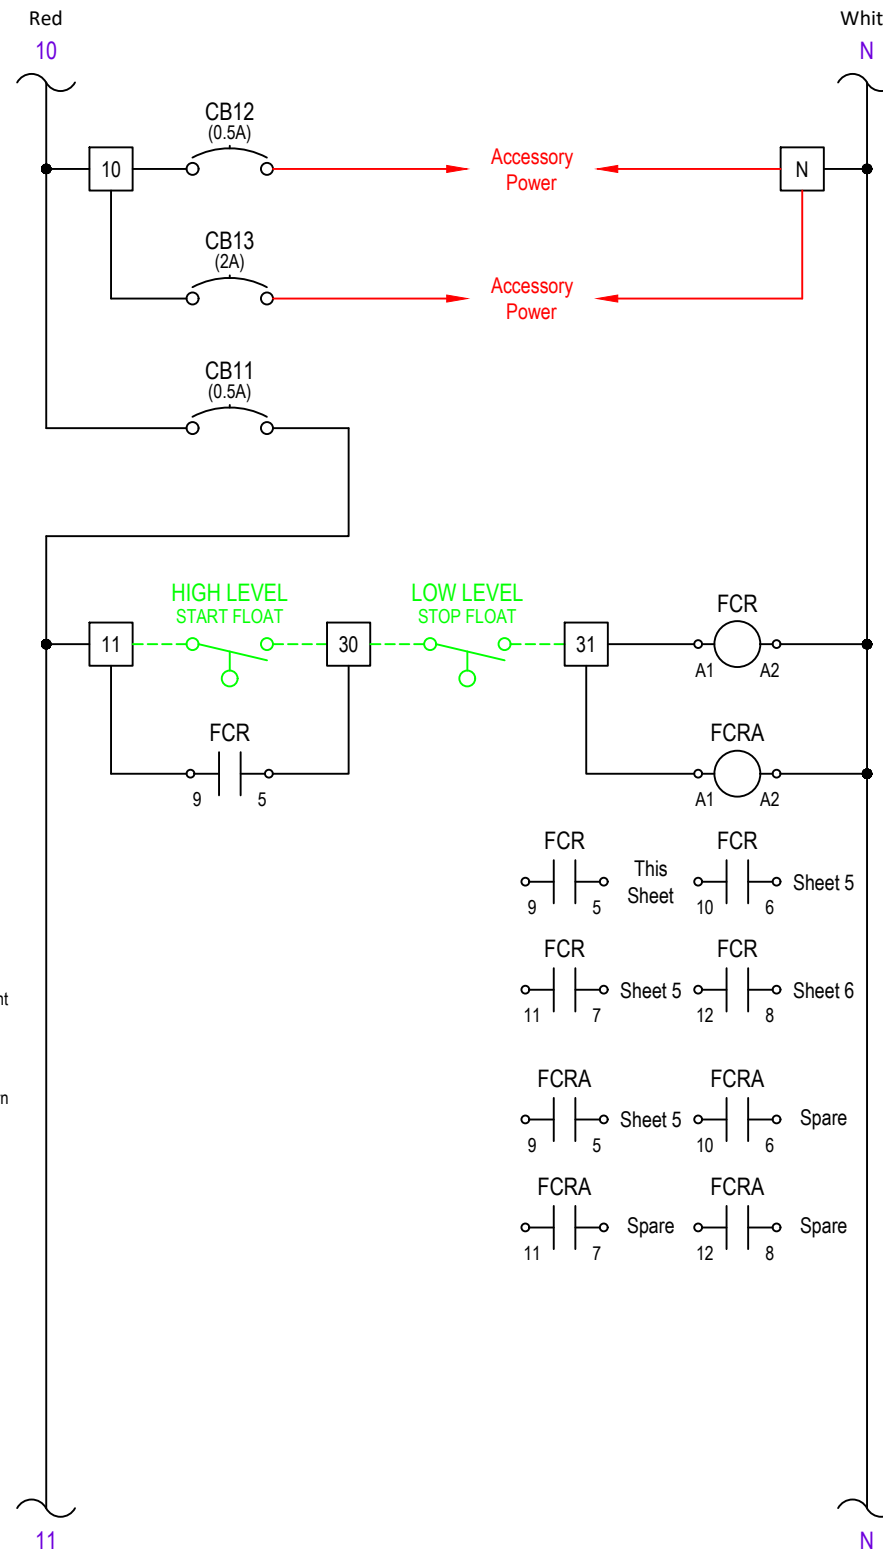 Red
Whit
10
N
CB12
(0.5A)
10
Accessory
Power
N
CB13
(2A)
Accessory
Power
CB11
(0.5A)
HIGH LEVEL
START FLOAT
LOW LEVEL
STOP FLOAT
FCR
11
30
31
A1
A2
FCR
9
5
FCRA
A1
A2
FCR
9
5
This
Sheet
FCR
10
6
Sheet 5
FCR
11
7
Sheet 5
FCR
12
8
Sheet 6
nt
FCRA
9
5
Sheet 5
FCRA
10
6
Spare
FCRA
11
7
Spare
FCRA
12
8
Spare
11
N